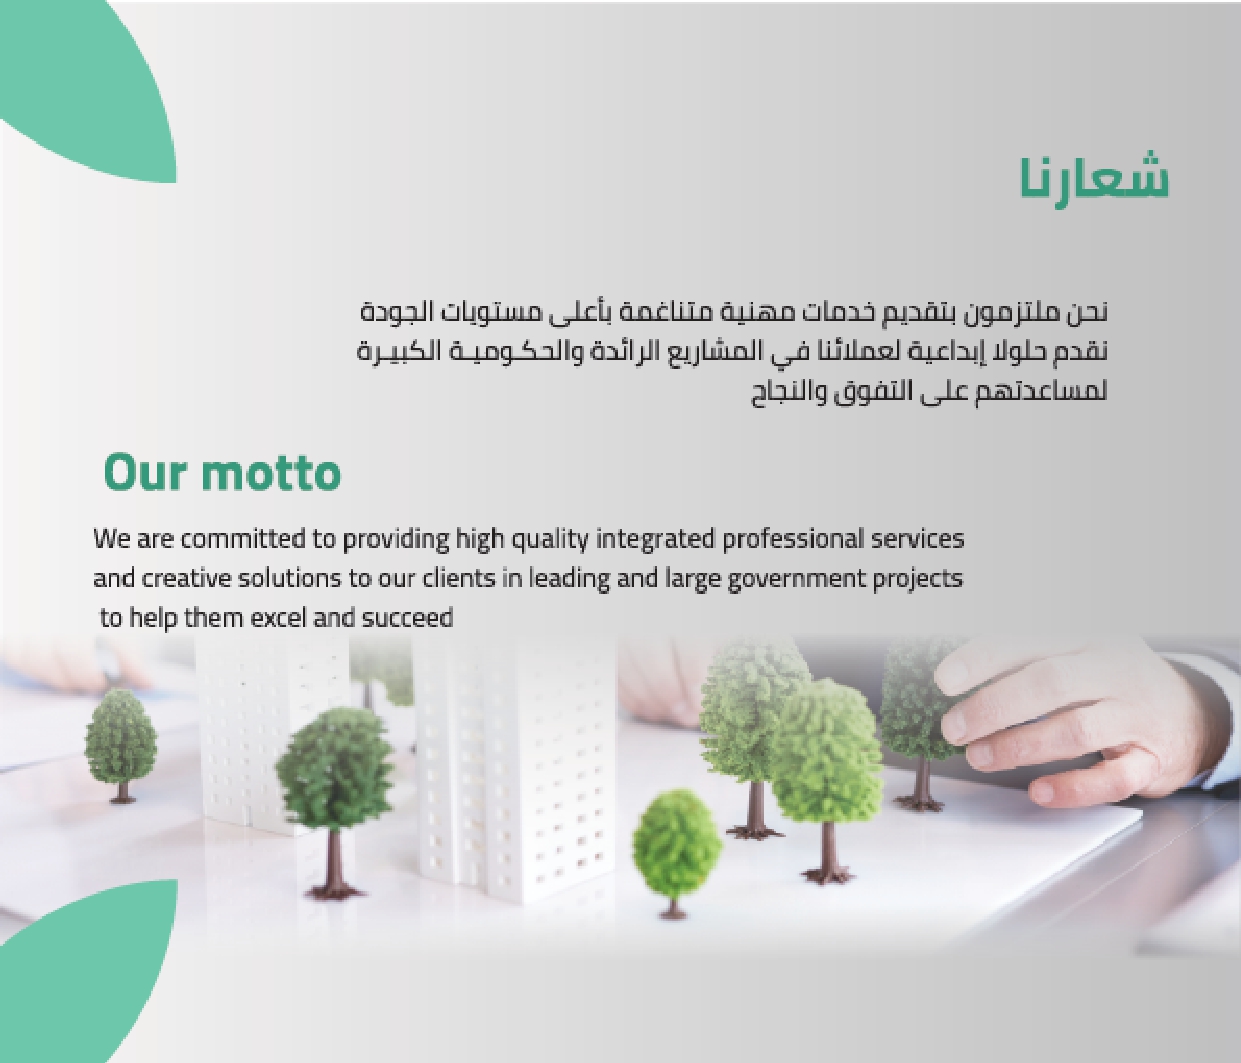 شعارنا
نحن ملتزمون بتقديم خدمات مهنية متناغمة بأعلى مستويات الجودة
نقدم حلولا إبداعية لعملائنا في المشاريع الرائدة والحكـوميـة الكبيـرة
لمساعدتهم على التفوق والنجاح
Our motto
We are committed to providing high quality integrated professional services
and creative solutions to our clients in leading and large government projects
to help them excel and succeed